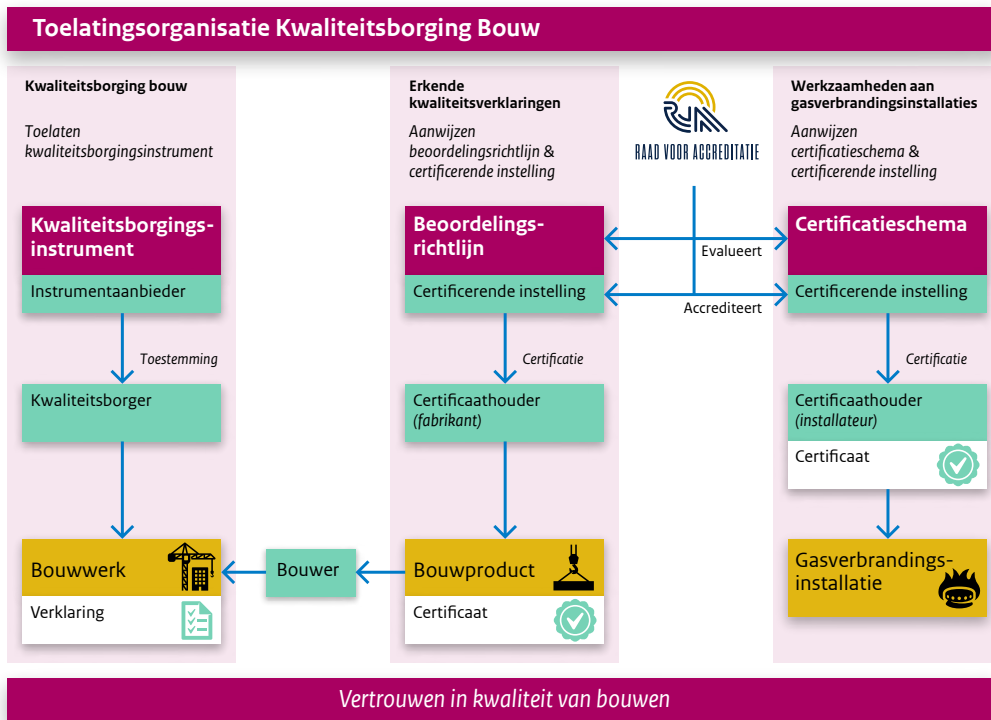 Toelatingsorganisatie Kwaliteitsborging Bouw
Kwaliteitsborging bouw
Toelaten
kwaliteitsborgingsinstrument
Kwaliteitsborgings-
instrument
Instrumentaanbieder
Toestemming
Kwaliteitsborger
Bouwwerk
Verklaring
Bouwer
Erkende
kwaliteitsverklaringen
Aanwijzen
beoordelingsrichtlijn &
certificerende instelling
Beoordelings-
richtlijn
Certificerende instelling
Certificatie
Certificaathouder
(fabrikant)
Bouwproduct
Certificaat
RAAD VOOR ACCREDITATIE
Evalueert
Accrediteert
Werkzaamheden aan
gasverbrandingsinstallaties
Aanwijzen
certificatieschema &
certificerende instelling
Certificatieschema
Certificerende instelling
Certificatie
Certificaathouder
(installateur)
Certificaat
Gasverbrandings-
installatie
Vertrouwen in kwaliteit van bouwen